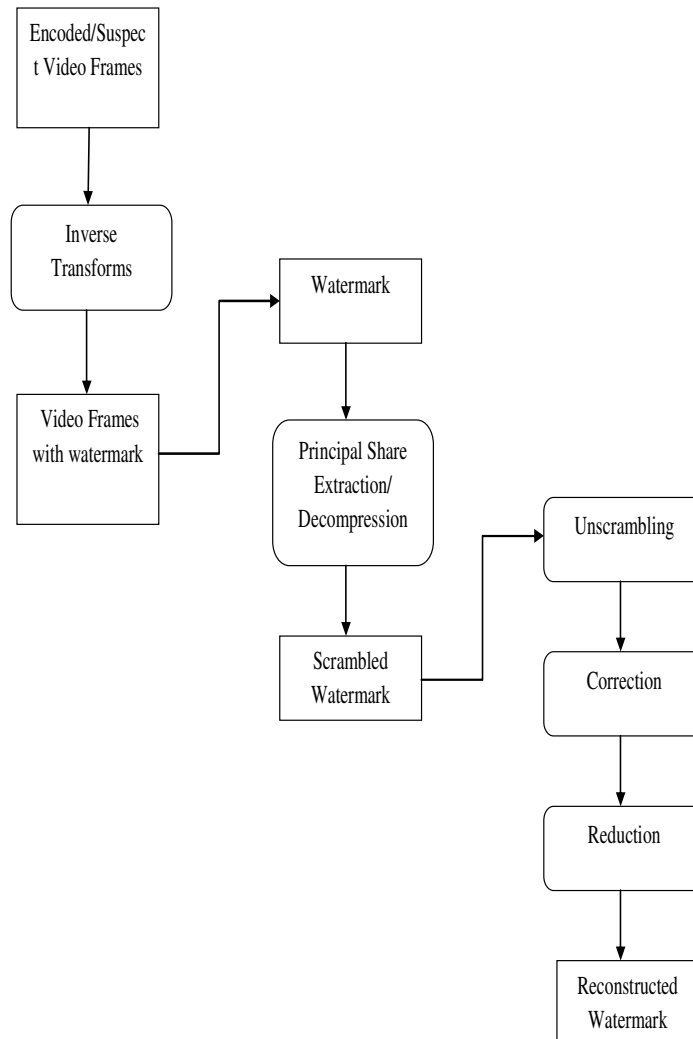 Encoded/Suspec
t Video Frames
Inverse
Transforms
Video Frames
with watermark
Watermark
Principal Share
Extraction/
Decompression
Scrambled
Watermark
Unscrambling
Correction
Reduction
Reconstructed
Watermark